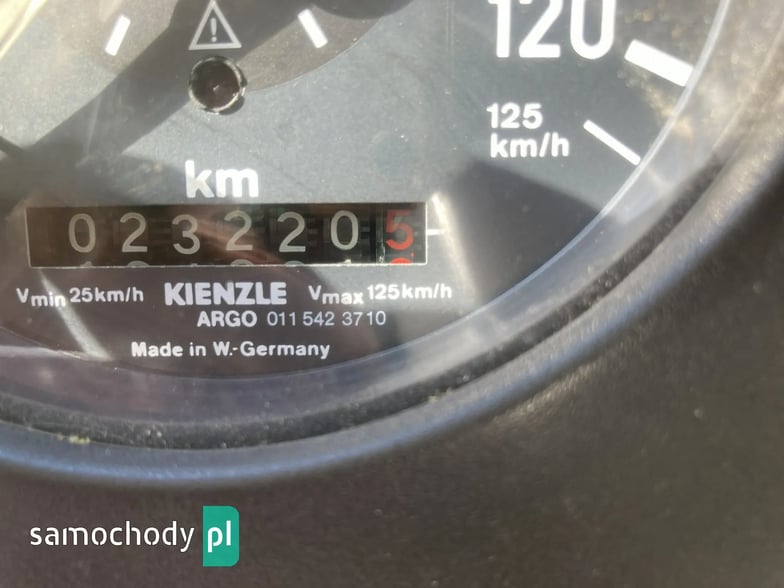 120
125
km/h
km
0232205
Vmin 25km/h KIENZLE Vmax 125km/h
ARGO 011 542 3710
Made in W.-Germany
samochody pl